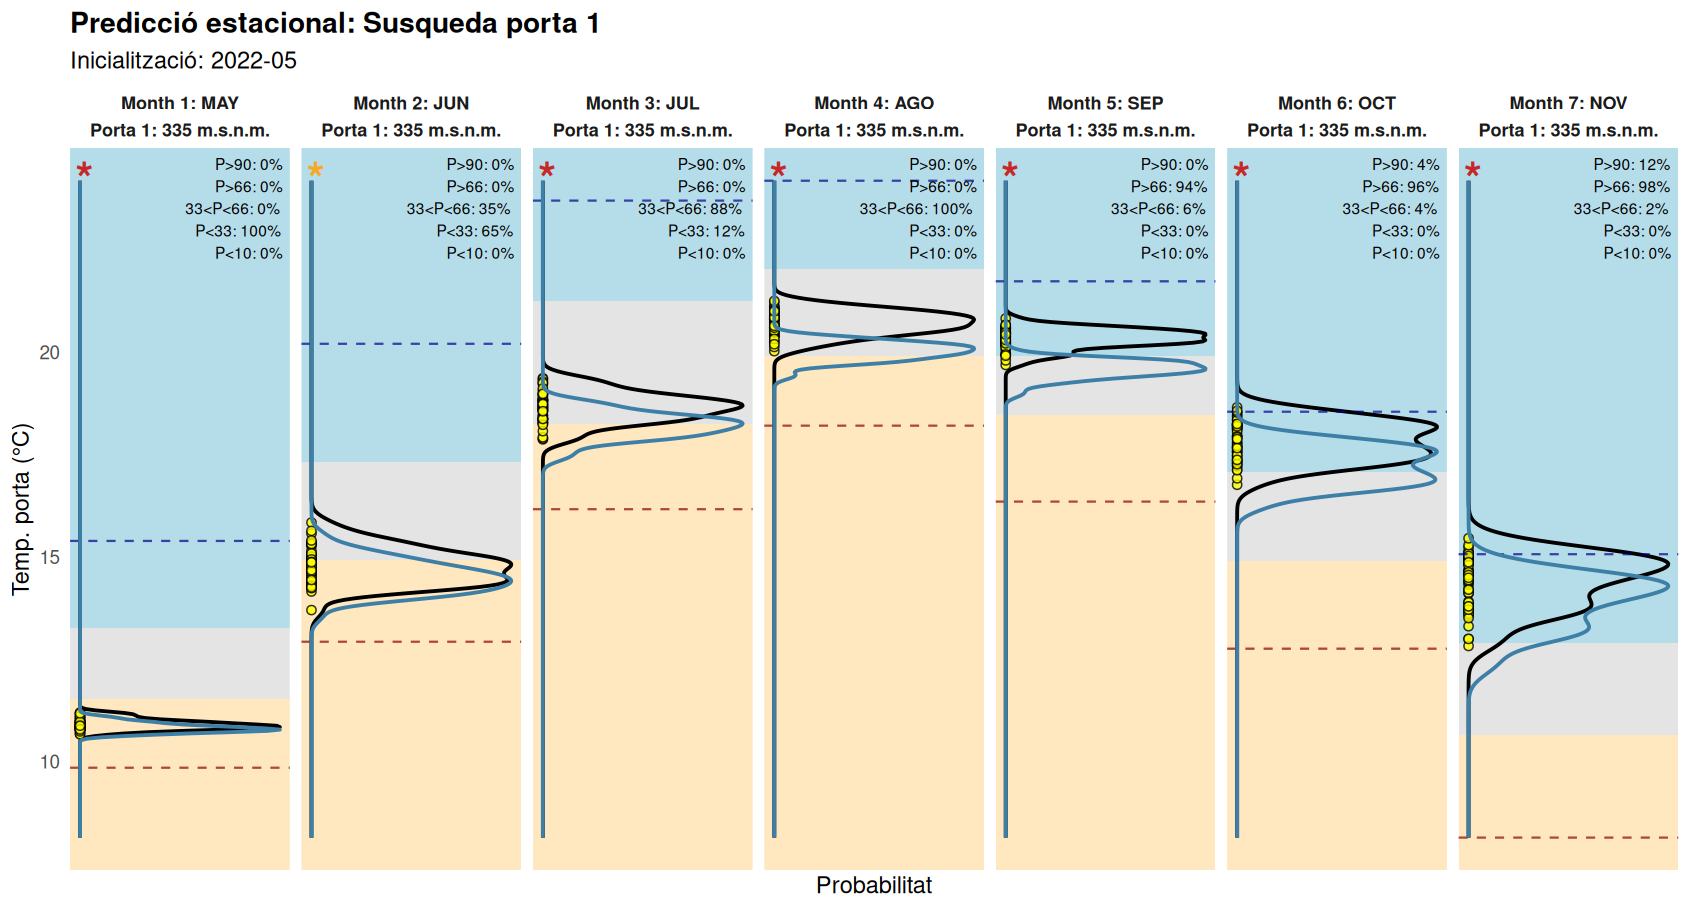 Predicció estacional: Susqueda porta 1
Inicialització: 2022-05
Month 1: MAY
Porta 1: 335 m.s.n.m.
Month 2: JUN
Porta 1: 335 m.s.n.m.
Month 3: JUL
Porta 1: 335 m.s.n.m.
Month 4: AGO
Porta 1: 335 m.s.n.m.
Month 5: SEP
Porta 1: 335 m.s.n.m.
Month 6: OCT
Porta 1: 335 m.s.n.m.
Month 7: NOV
Porta 1: 335 m.s.n.m.
*
P>90: 0%
P>66: 0%
33<P<66: 0%
P<33: 100%
P<10: 0%
*
P>90: 0%
P>66: 0%
33<P<66: 35%
P<33: 65%
P<10: 0%
*
P>90: 0%
P>66: 0%
33<P<66: 88%
P<33: 12%
P<10: 0%
*
P>90: 0%
P>66: 0%
33<P<66: 100%
P<33: 0%
P<10: 0%
*
P>90: 0%
P>66: 94%
33<P<66: 6%
P<33: 0%
P<10: 0%
*
P>90: 4%
P>66: 96%
33<P<66: 4%
P<33: 0%
P<10: 0%
*
P>90: 12%
P>66: 98%
33<P<66: 2%
P<33: 0%
P<10: 0%
Temp. porta (°C)
20
15
10
Probabilitat